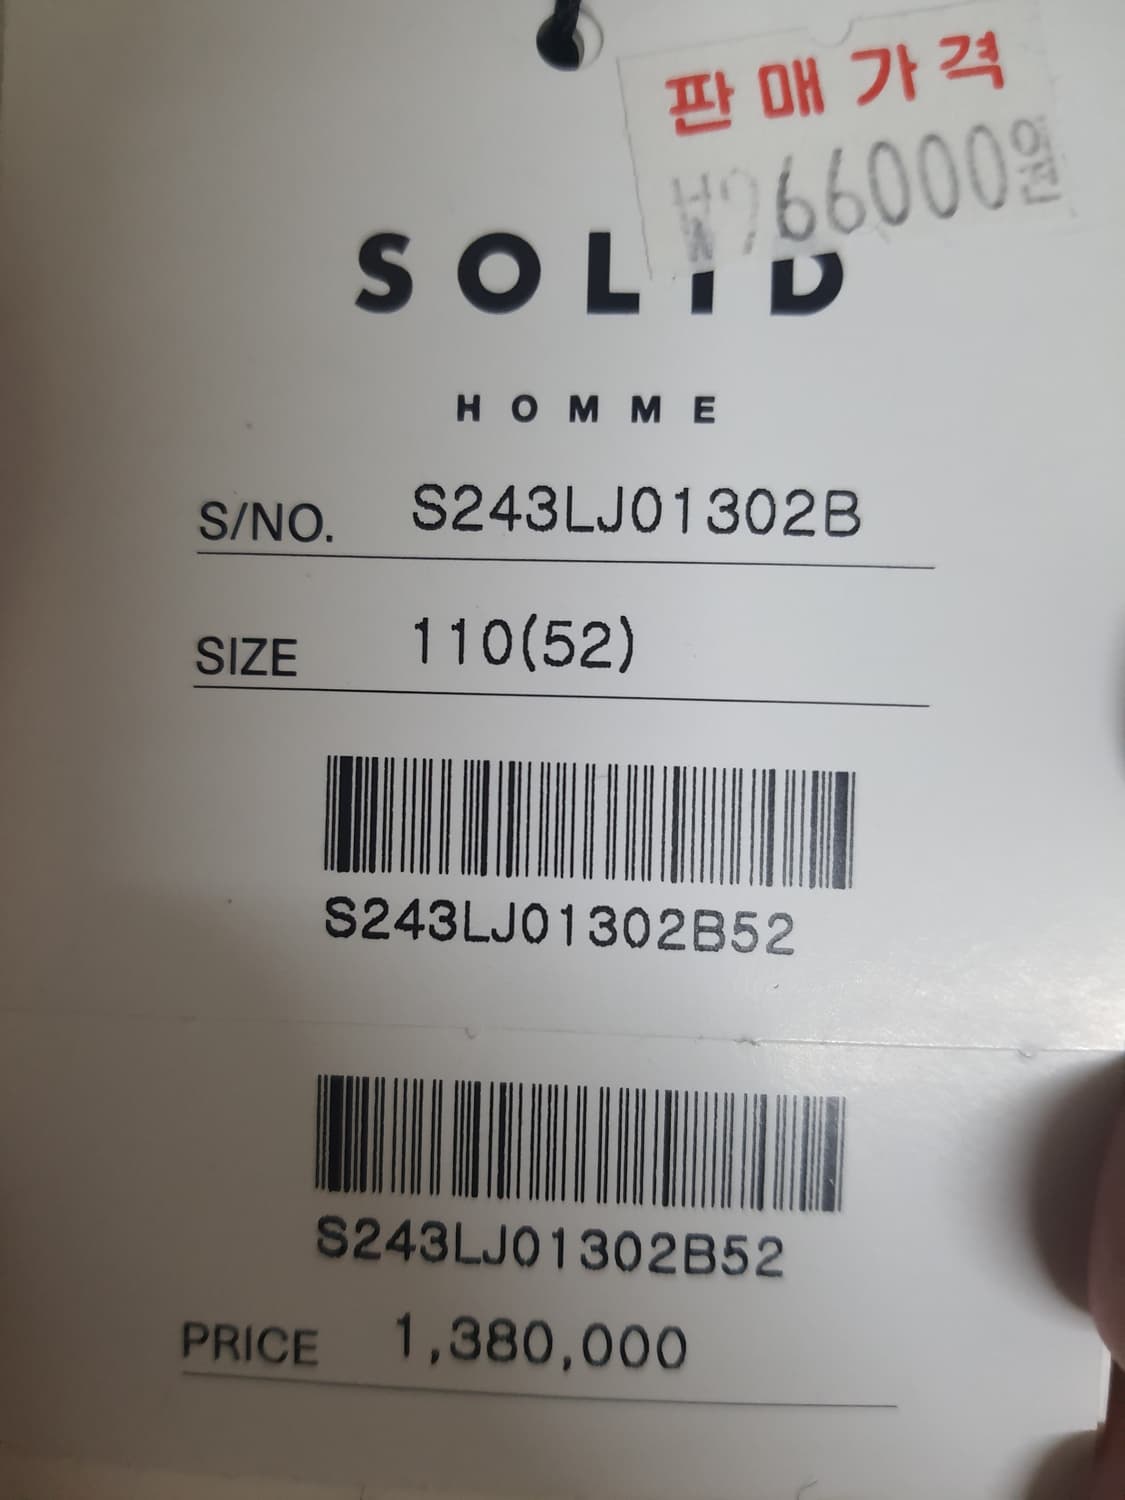 판매가격
₩766000원
SOLID
HOMME
S/NO. S243LJ01302B
SIZE 110(52)
S243LJ01302B52
S243LJ01302B52
PRICE 1,380,000